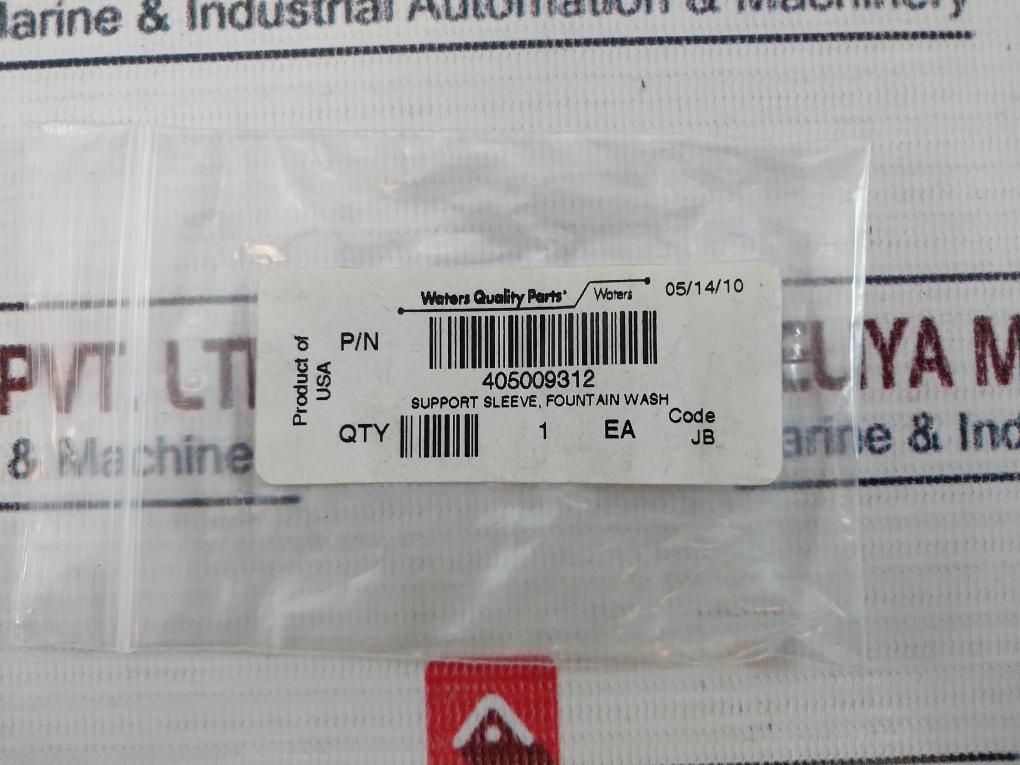 arine & Industrial Automation & Machinery
Waters Quality Parts Waters 05/14/10
Product of
USA
P/N
405009312
SUPPORT SLEEVE, FOUNTAIN WASH
QTY 1 EA
Code
JB
PVT. LT
& Machine
YA M
arine & Ind